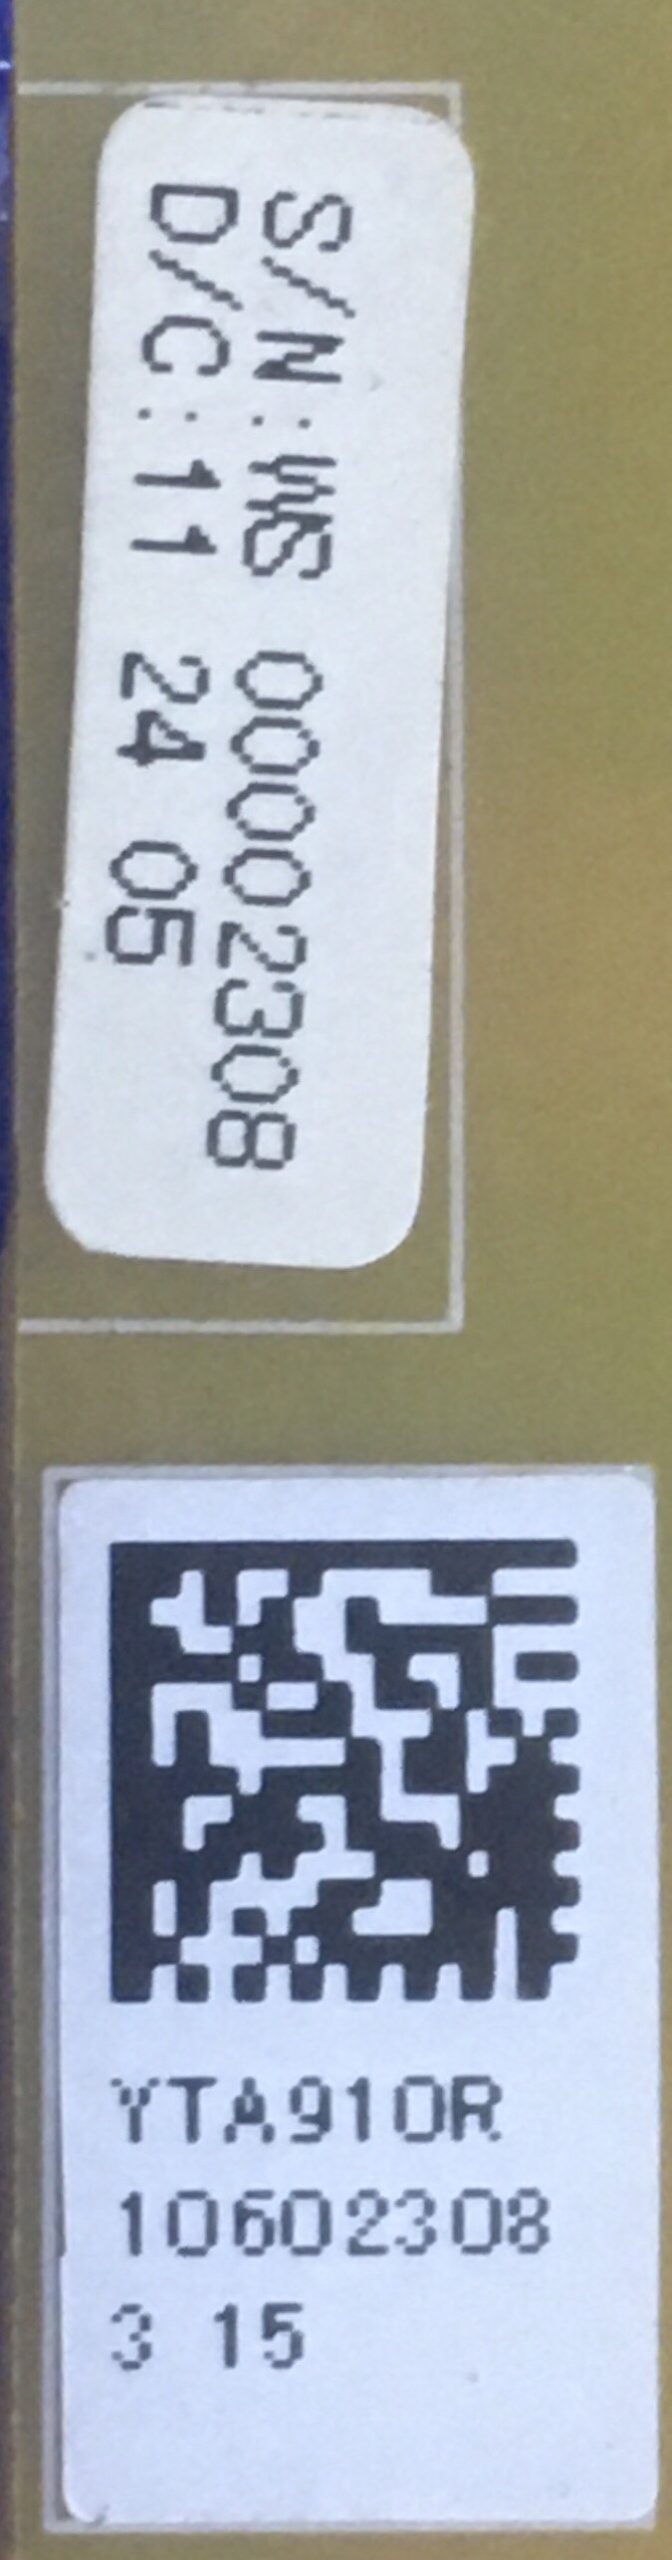 S/N:WS 00002308
D/C:11 24 05
YTA910R
10602308
3 15